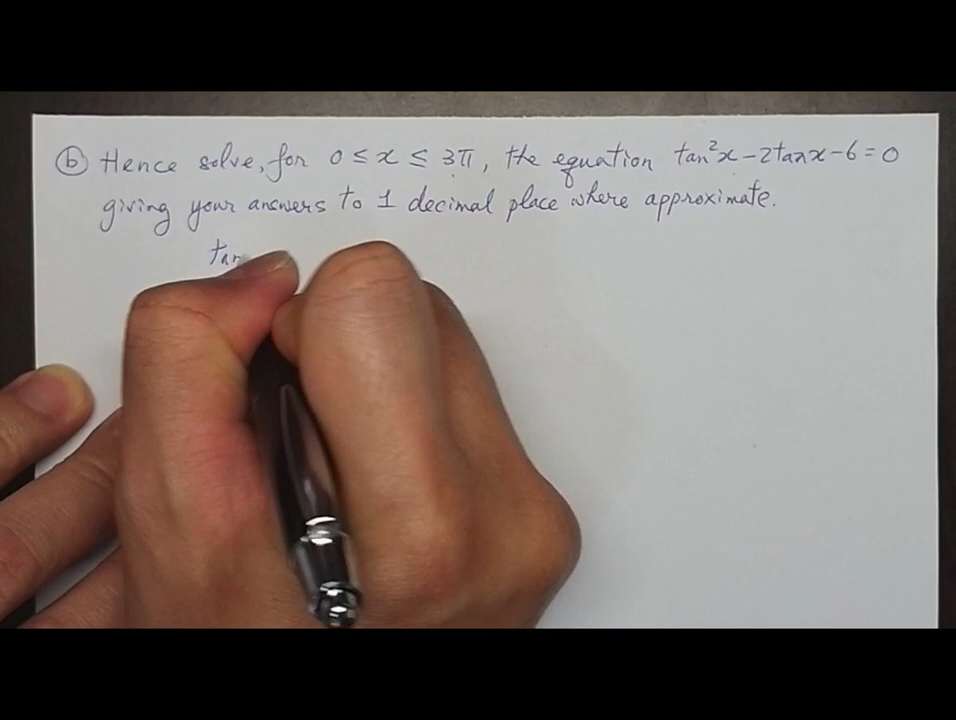 ⓑ Hence solve, for 0 ≤ x ≤ 3π, the equation tan²x - 2tanx - 6 = 0
giving your answers to 1 decimal place where approximate.
tan